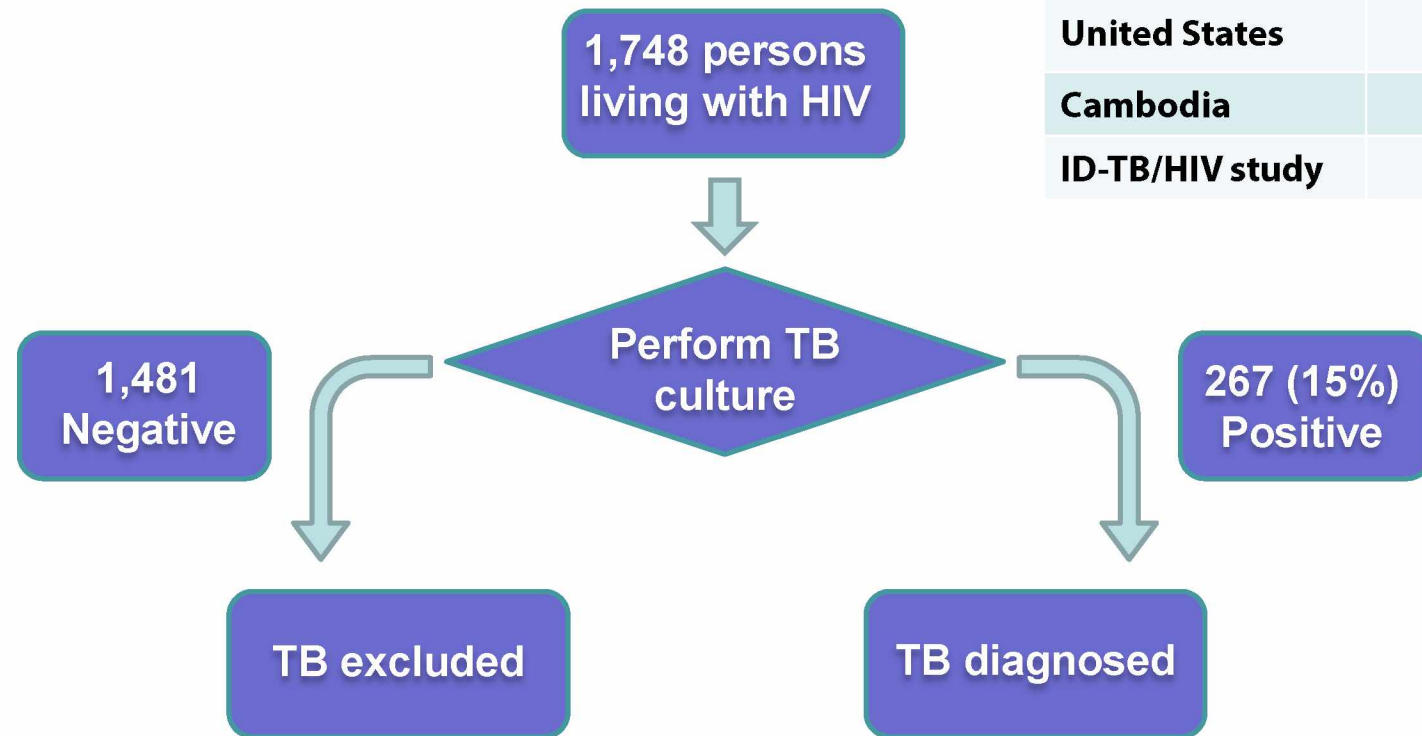 1,748 persons
living with HIV
United States
Cambodia
ID-TB/HIV study
Perform TB
culture
1,481
Negative
267 (15%)
Positive
TB excluded
TB diagnosed